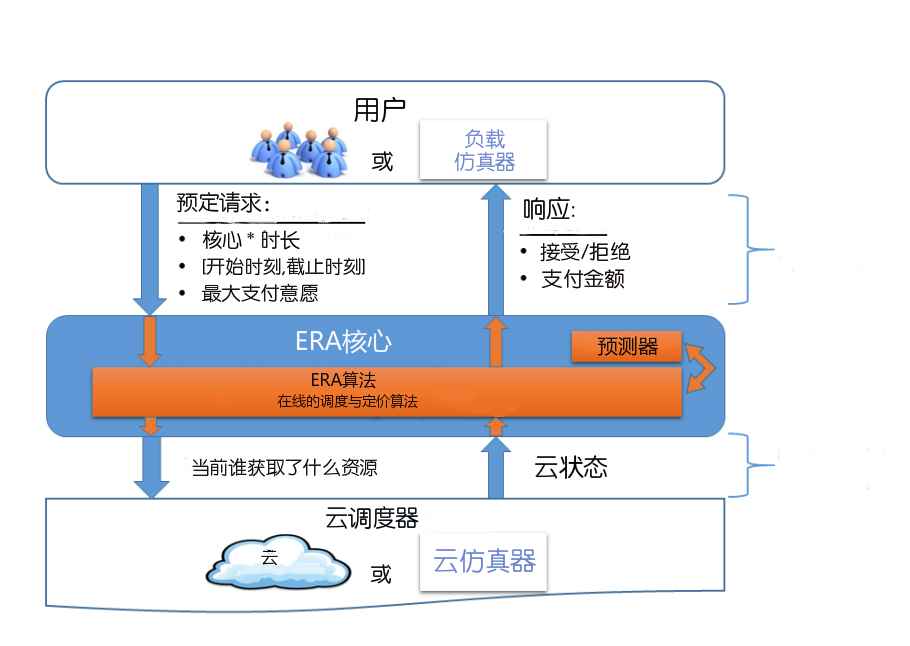 用户
或
负载
仿真器
预定请求：
• 核心 * 时长
• [开始时刻,截止时刻]
• 最大支付意愿
响应:
• 接受/拒绝
• 支付金额
ERA核心
预测器
ERA算法
在线的调度与定价算法
当前谁获取了什么资源
云状态
云调度器
云
或
云仿真器